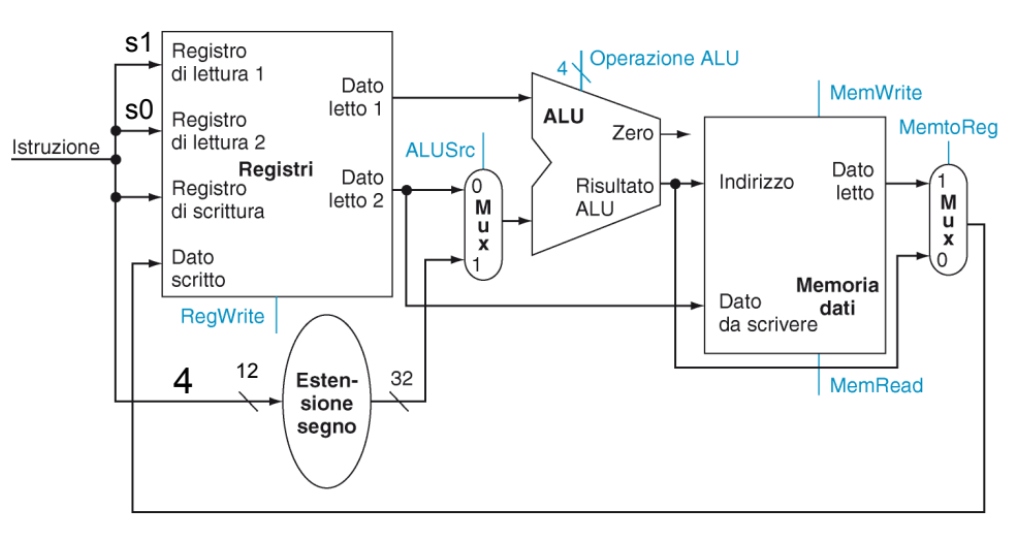 s1
Registro
di lettura 1
s0
Registro
di lettura 2
Istruzione
Registri
Registro
di scrittura
Dato
scritto
Dato
letto 1
Dato
letto 2
RegWrite
4
12
Esten-
sione
segno
32
ALUSrc
0
M
u
x
1
4
Operazione ALU
ALU
Zero
Risultato
ALU
MemWrite
Indirizzo
Dato
letto
Memoria
dati
Dato
da scrivere
MemRead
MemtoReg
1
M
u
x
0